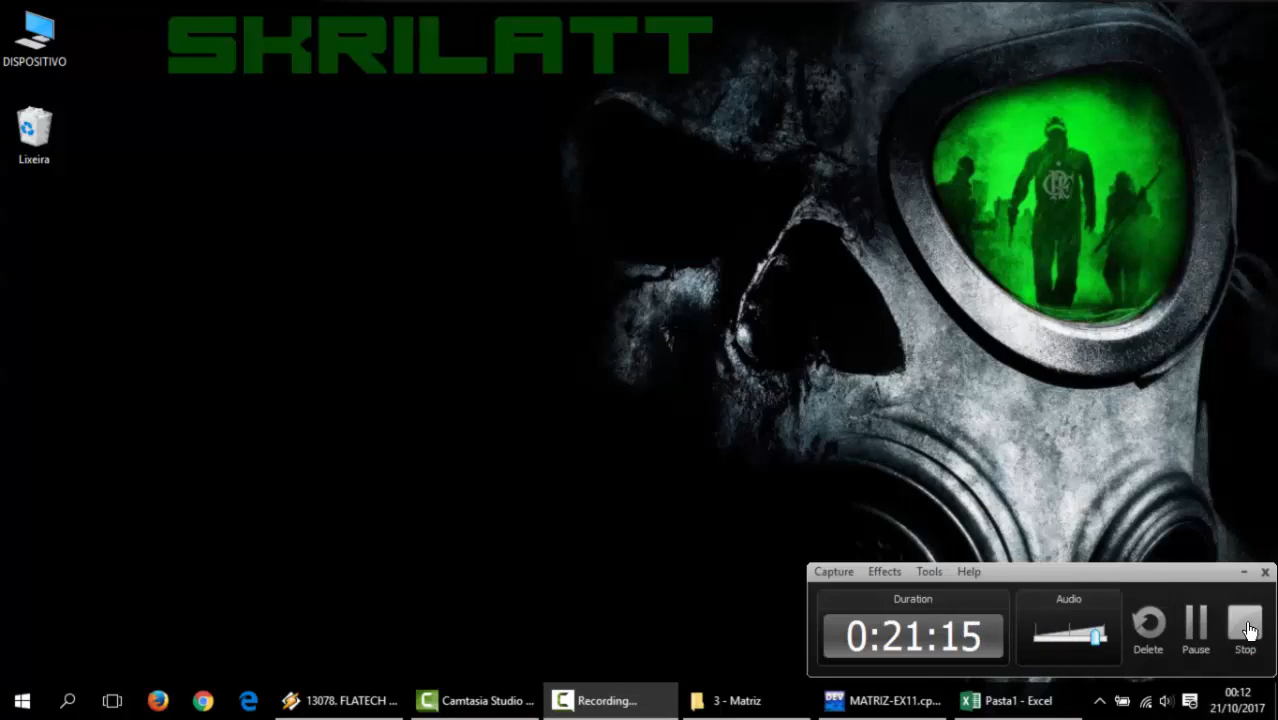 SKRILATT
DISPOSITIVO
Lixeira
Capture Effects Tools Help
Duration
Audio
0:21:15
Delete Pause Stop
13078. FLATECH ...
Camtasia Studio ...
Recording...
3 - Matriz
DEV
MATRIZ-EX11.cp...
Pasta1 - Excel
00:12
21/10/2017